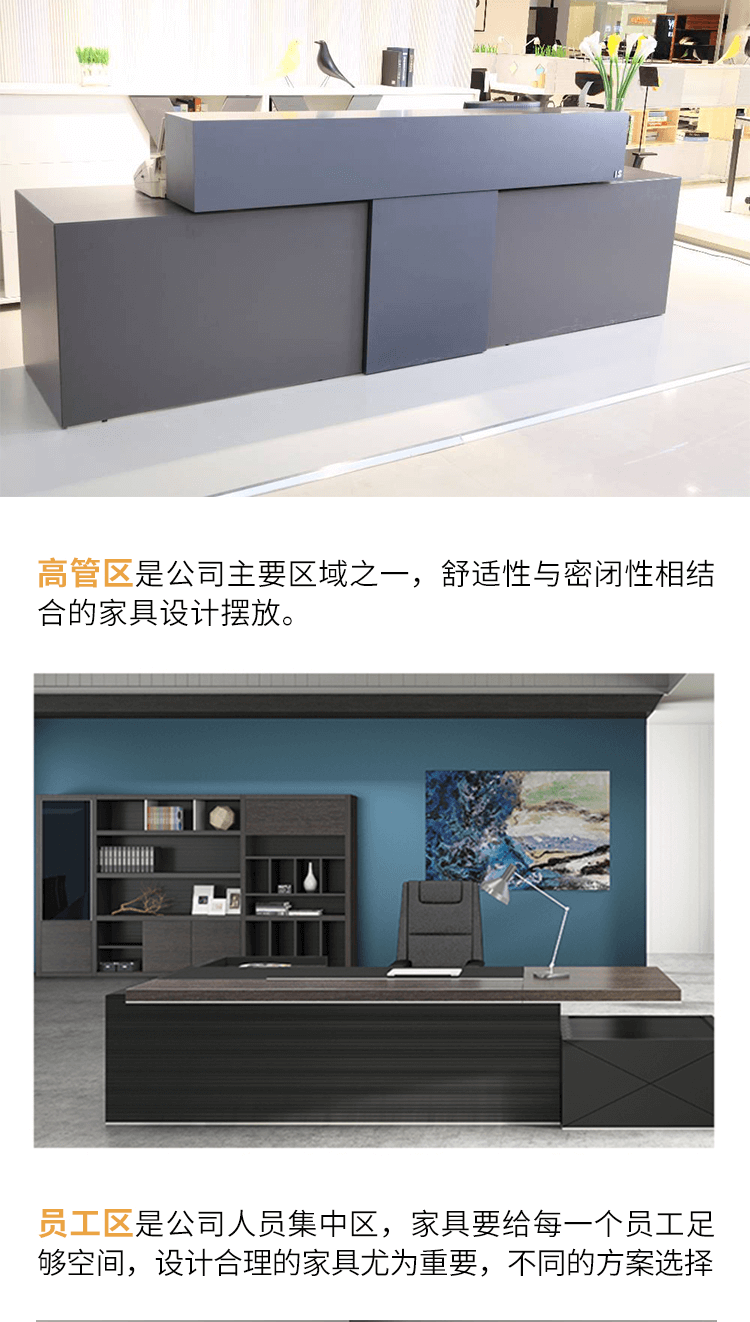 高管区是公司主要区域之一，舒适性与密闭性相结
合的家具设计摆放。
员工区是公司人员集中区，家具要给每一个员工足
够空间，设计合理的家具尤为重要，不同的方案选择